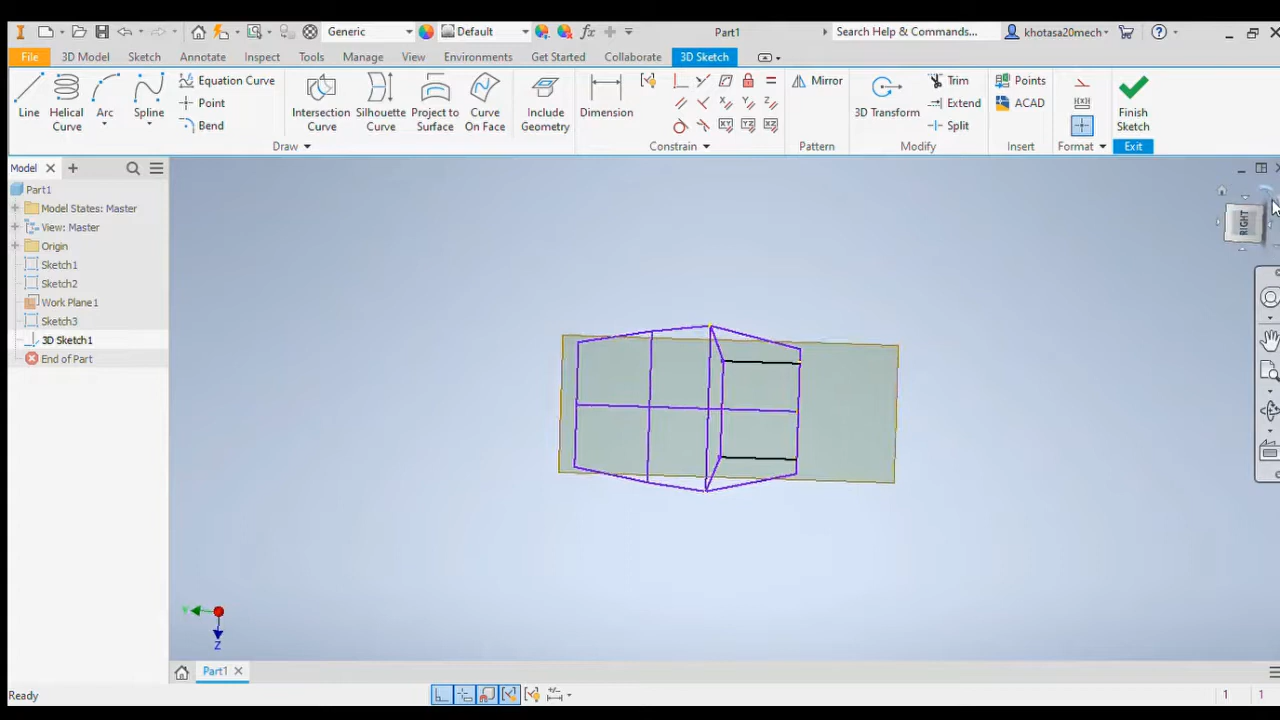 Generic
Default
Part1
Search Help & Commands...
khotasa20mech
File
3D Model
Sketch
Annotate
Inspect
Tools
Manage
View
Environments
Get Started
Collaborate
3D Sketch
Line
Helical
Curve
Arc
Spline
Equation Curve
Point
Bend
Intersection
Curve
Silhouette
Curve
Project to
Surface
Curve
On Face
Include
Geometry
Dimension
Mirror
3D Transform
Trim
Extend
Split
Points
ACAD
Finish
Sketch
Draw
Constrain
Pattern
Modify
Insert
Format
Exit
Model
Part1
Model States: Master
View: Master
Origin
Sketch1
Sketch2
Work Plane1
Sketch3
3D Sketch1
End of Part
RIGHT
Y
Z
Part1
Ready
1 1